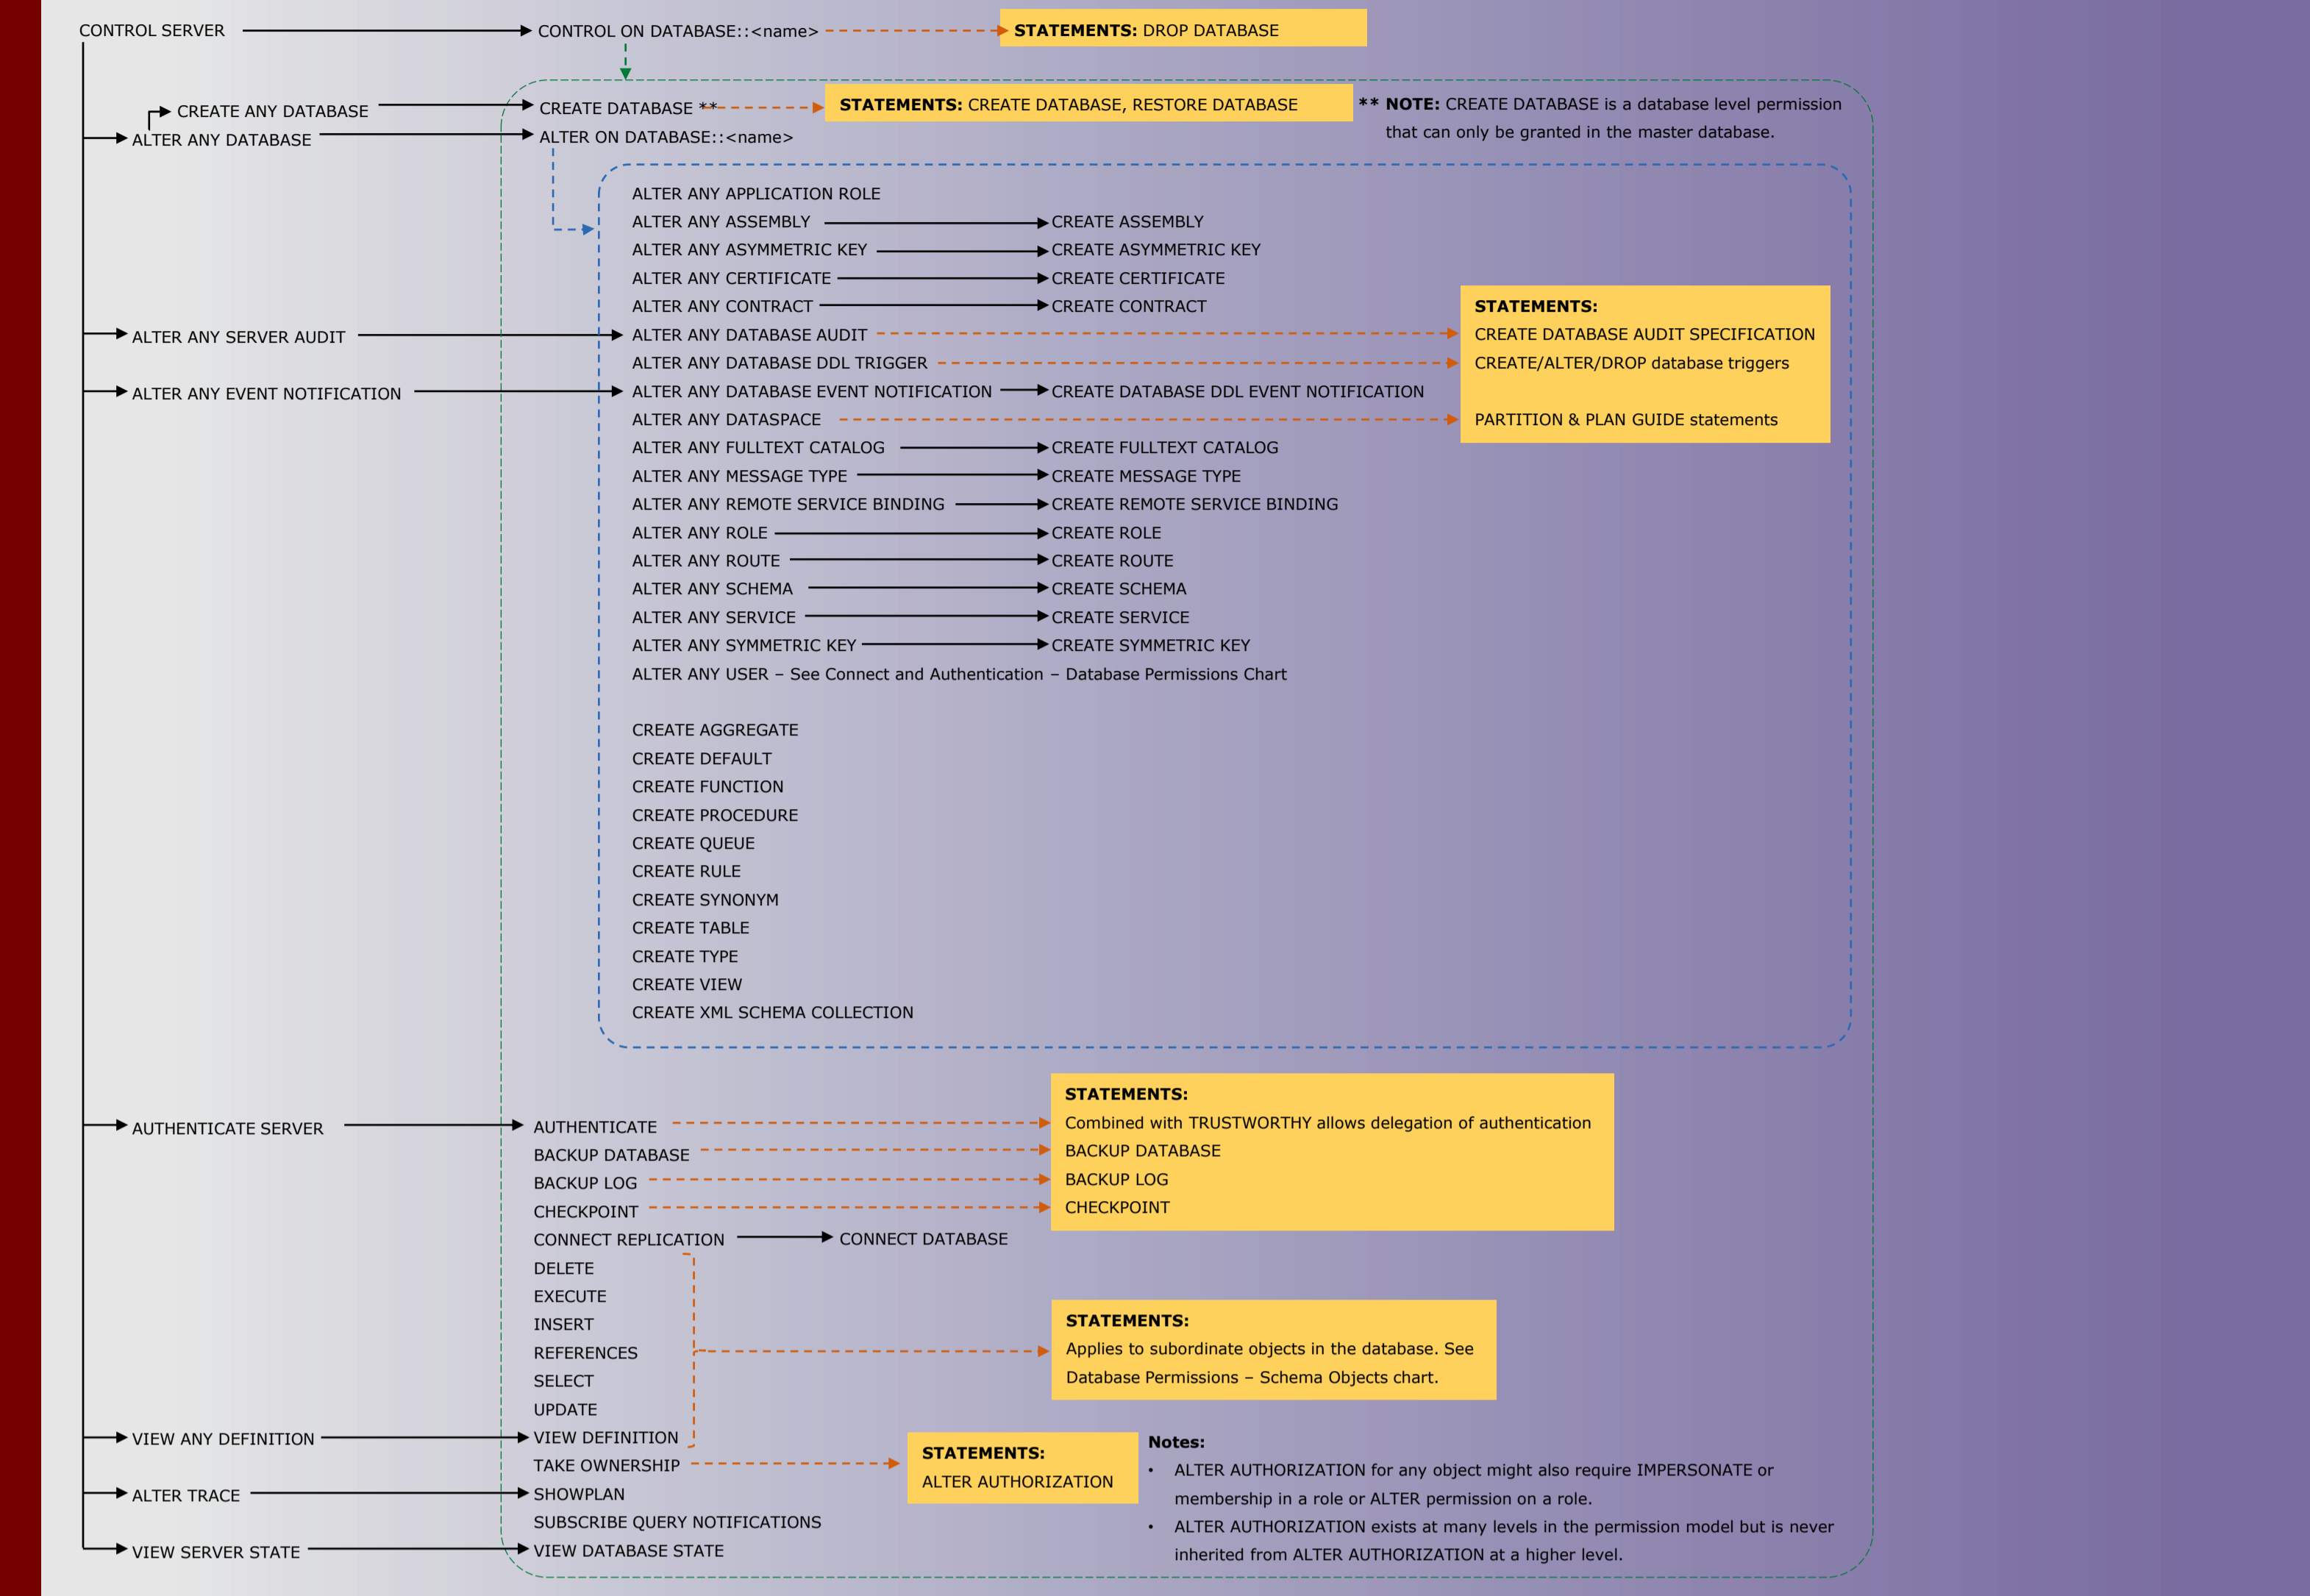 CONTROL SERVER
CONTROL ON DATABASE::<name>
STATEMENTS: DROP DATABASE
CREATE ANY DATABASE
CREATE DATABASE **
STATEMENTS: CREATE DATABASE, RESTORE DATABASE
** NOTE: CREATE DATABASE is a database level permission
that can only be granted in the master database.
ALTER ANY DATABASE
ALTER ON DATABASE::<name>
ALTER ANY APPLICATION ROLE
ALTER ANY ASSEMBLY
CREATE ASSEMBLY
ALTER ANY ASYMMETRIC KEY
CREATE ASYMMETRIC KEY
ALTER ANY CERTIFICATE
CREATE CERTIFICATE
ALTER ANY CONTRACT
CREATE CONTRACT
STATEMENTS:
ALTER ANY SERVER AUDIT
ALTER ANY DATABASE AUDIT
CREATE DATABASE AUDIT SPECIFICATION
ALTER ANY DATABASE DDL TRIGGER
CREATE/ALTER/DROP database triggers
ALTER ANY EVENT NOTIFICATION
ALTER ANY DATABASE EVENT NOTIFICATION
CREATE DATABASE DDL EVENT NOTIFICATION
ALTER ANY DATASPACE
PARTITION & PLAN GUIDE statements
ALTER ANY FULLTEXT CATALOG
CREATE FULLTEXT CATALOG
ALTER ANY MESSAGE TYPE
CREATE MESSAGE TYPE
ALTER ANY REMOTE SERVICE BINDING
CREATE REMOTE SERVICE BINDING
ALTER ANY ROLE
CREATE ROLE
ALTER ANY ROUTE
CREATE ROUTE
ALTER ANY SCHEMA
CREATE SCHEMA
ALTER ANY SERVICE
CREATE SERVICE
ALTER ANY SYMMETRIC KEY
CREATE SYMMETRIC KEY
ALTER ANY USER – See Connect and Authentication – Database Permissions Chart
CREATE AGGREGATE
CREATE DEFAULT
CREATE FUNCTION
CREATE PROCEDURE
CREATE QUEUE
CREATE RULE
CREATE SYNONYM
CREATE TABLE
CREATE TYPE
CREATE VIEW
CREATE XML SCHEMA COLLECTION
STATEMENTS:
AUTHENTICATE SERVER
AUTHENTICATE
Combined with TRUSTWORTHY allows delegation of authentication
BACKUP DATABASE
BACKUP DATABASE
BACKUP LOG
BACKUP LOG
CHECKPOINT
CHECKPOINT
CONNECT REPLICATION
CONNECT DATABASE
DELETE
EXECUTE
INSERT
STATEMENTS:
REFERENCES
Applies to subordinate objects in the database. See
SELECT
Database Permissions – Schema Objects chart.
UPDATE
VIEW ANY DEFINITION
VIEW DEFINITION
TAKE OWNERSHIP
STATEMENTS:
ALTER AUTHORIZATION
Notes:
• ALTER AUTHORIZATION for any object might also require IMPERSONATE or
membership in a role or ALTER permission on a role.
• ALTER AUTHORIZATION exists at many levels in the permission model but is never
inherited from ALTER AUTHORIZATION at a higher level.
ALTER TRACE
SHOWPLAN
SUBSCRIBE QUERY NOTIFICATIONS
VIEW SERVER STATE
VIEW DATABASE STATE